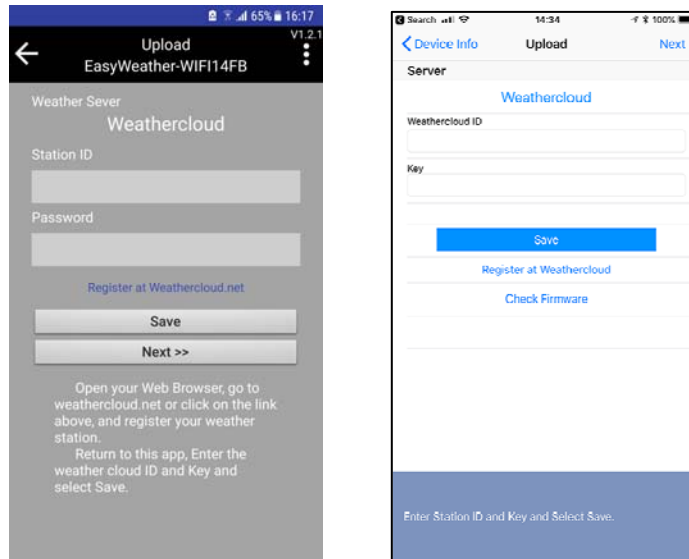 65% 16:17
V1.2.1
Upload
EasyWeather-WIFI14FB
Weather Sever
Weathercloud
Station ID
Password
Register at Weathercloud.net
Save
Next >>
Open your Web Browser, go to
weathercloud.net or click on the link
above, and register your weather
station.
Return to this app, Enter the
weather cloud ID and Key and
select Save.
Search 14:34 100%
Device Info Upload Next
Server
Weathercloud
Weathercloud ID
Key
Save
Register at Weathercloud
Check Firmware
Enter Station ID and Key and Select Save.